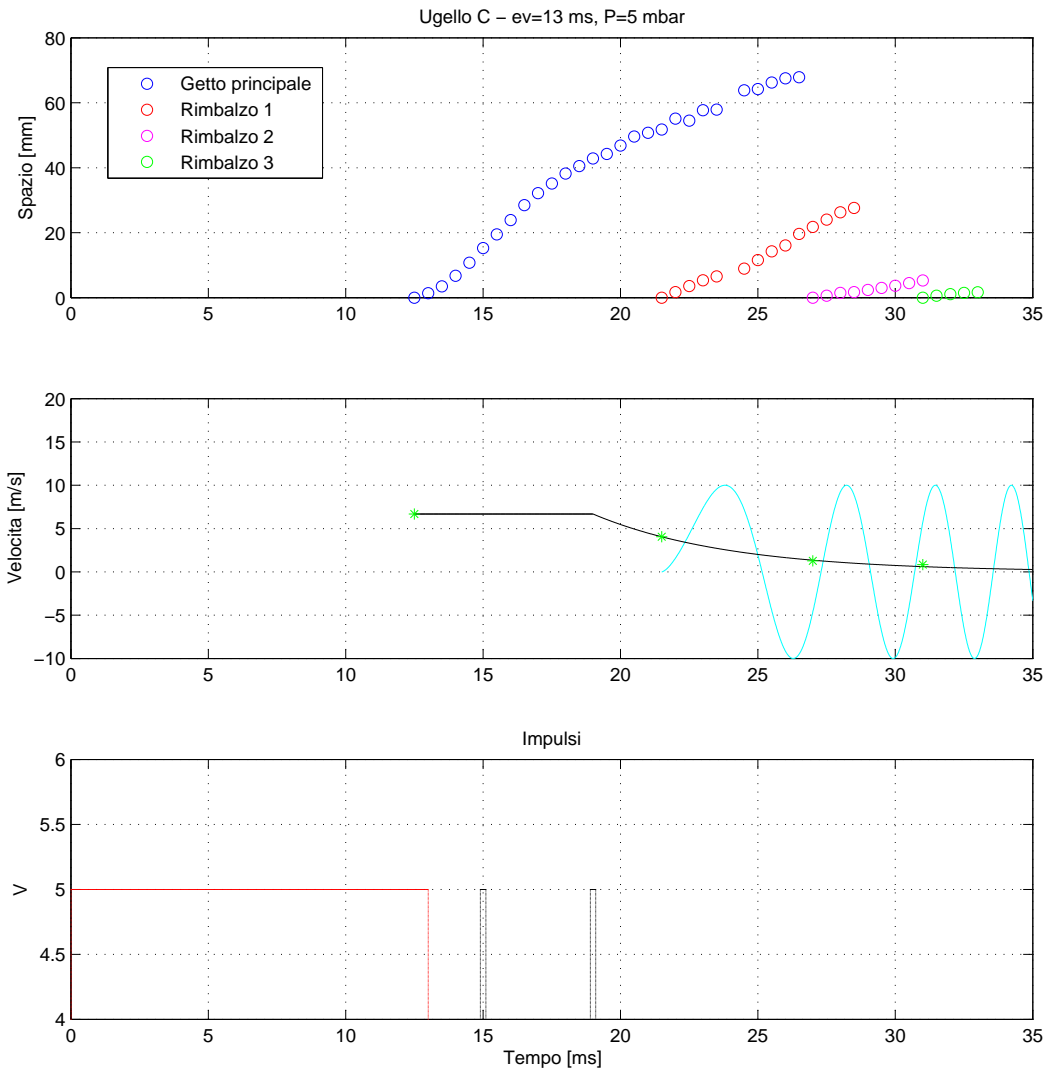 Ugello C − ev=13 ms, P=5 mbar
80
60
40
20
0
Spazio [mm]
Getto principale
Rimbalzo 1
Rimbalzo 2
Rimbalzo 3
0 5 10 15 20 25 30 35
20
15
10
5
0
−5
−10
Velocita [m/s]
0 5 10 15 20 25 30 35
Impulsi
6
5.5
5
4.5
4
V
0 5 10 15 20 25 30 35
Tempo [ms]